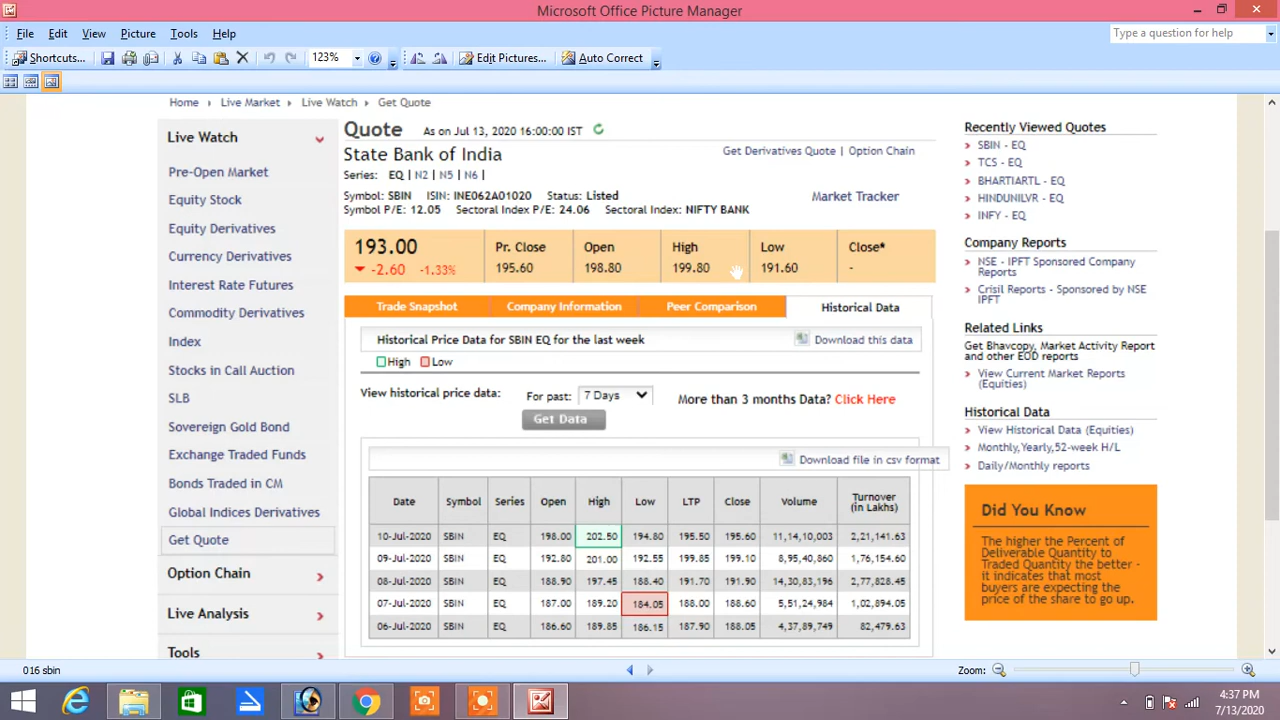 Microsoft Office Picture Manager
File Edit View Picture Tools Help
Type a question for help
Shortcuts... 123% Edit Pictures... Auto Correct
Home › Live Market › Live Watch › Get Quote
Live Watch
Pre-Open Market
Equity Stock
Equity Derivatives
Currency Derivatives
Interest Rate Futures
Commodity Derivatives
Index
Stocks in Call Auction
SLB
Sovereign Gold Bond
Exchange Traded Funds
Bonds Traded in CM
Global Indices Derivatives
Get Quote
Option Chain
Live Analysis
Tools
Quote As on Jul 13, 2020 16:00:00 IST
State Bank of India
Get Derivatives Quote | Option Chain
Series: EQ | N2 | N5 | N6 |
Symbol: SBIN ISIN: INE062A01020 Status: Listed
Symbol P/E: 12.05 Sectoral Index P/E: 24.06 Sectoral Index: NIFTY BANK
Market Tracker
193.00 Pr. Close Open High Low Close*
-2.60 -1.33% 195.60 198.80 199.80 191.60 -
Trade Snapshot Company Information Peer Comparison Historical Data
Historical Price Data for SBIN EQ for the last week Download this data
High Low
View historical price data: For past: 7 Days More than 3 months Data? Click Here
Get Data
Download file in csv format
Date Symbol Series Open High Low LTP Close Volume Turnover
(in Lakhs)
10-Jul-2020 SBIN EQ 198.00 202.50 194.80 195.50 195.60 11,14,10,003 2,21,141.63
09-Jul-2020 SBIN EQ 192.80 201.00 192.55 199.85 199.10 8,95,40,860 1,76,154.60
08-Jul-2020 SBIN EQ 188.90 197.45 188.40 191.70 191.90 14,30,83,196 2,77,828.45
07-Jul-2020 SBIN EQ 187.00 189.20 184.05 188.00 188.60 5,51,24,984 1,02,894.05
06-Jul-2020 SBIN EQ 186.60 189.85 186.15 187.90 188.05 4,37,89,749 82,479.63
Recently Viewed Quotes
SBIN - EQ
TCS - EQ
BHARTIARTL - EQ
HINDUNILVR - EQ
INFY - EQ
Company Reports
NSE - IPFT Sponsored Company
Reports
Crisil Reports - Sponsored by NSE
IPFT
Related Links
Get Bhavcopy, Market Activity Report
and other EOD reports
View Current Market Reports
(Equities)
Historical Data
View Historical Data (Equities)
Monthly,Yearly,52-week H/L
Daily/Monthly reports
Did You Know
The higher the Percent of
Deliverable Quantity to
Traded Quantity the better -
it indicates that most
buyers are expecting the
price of the share to go up.
016 sbin
Zoom:
4:37 PM
7/13/2020